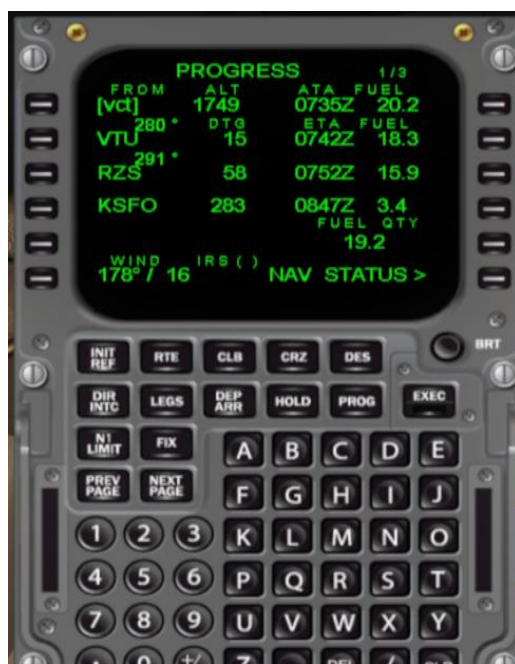 PROGRESS 1/3
FROM ALT ATA FUEL
[vct] 1749 0735Z 20.2
280° DTG ETA FUEL
VTU 15 0742Z 18.3
291°
RZS 58 0752Z 15.9
KSFO 283 0847Z 3.4
FUEL QTY
19.2
WIND IRS ( )
178° / 16 NAV STATUS >
BRT
INIT REF RTE CLB CRZ DES
DIR INTC LEGS DEP ARR HOLD PROG EXEC
N1 LIMIT FIX
A B C D E
PREV PAGE NEXT PAGE
F G H I J
1 2 3 K L M N O
4 5 6 P Q R S T
7 8 9 U V W X Y